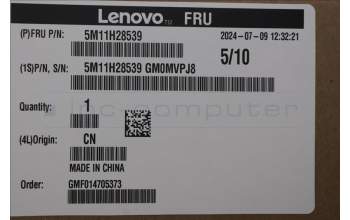 Lenovo™ FRU
(P)FRU P/N: 5M11H28539 2024-07-09 12:32:21
5/10
(1S)P/N, S/N: 5M11H28539 GM0MVPJ8
Quantity: 1
(4L)Origin: CN
MADE IN CHINA
Order: GMF014705373